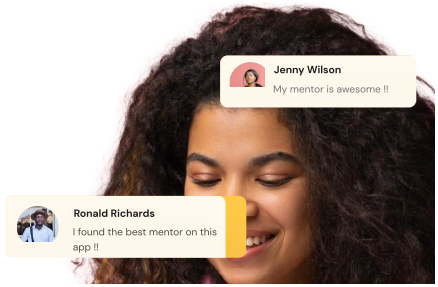 Jenny Wilson
My mentor is awesome !!
Ronald Richards
I found the best mentor on this
app !!